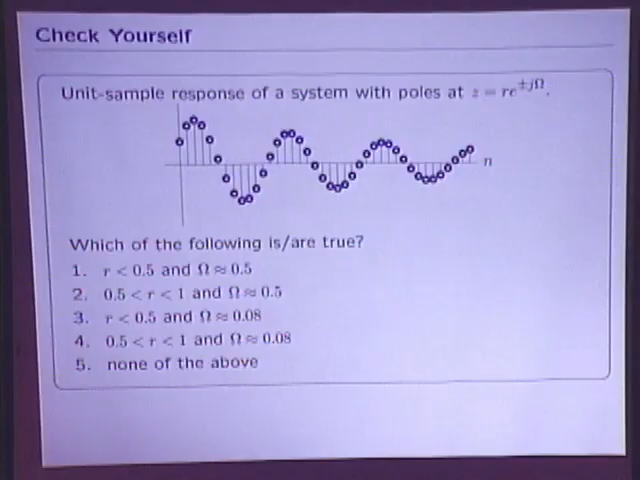 Check Yourself
Unit-sample response of a system with poles at z = re^{±jΩ}.
n
Which of the following is/are true?
1. r < 0.5 and Ω ≈ 0.5
2. 0.5 < r < 1 and Ω ≈ 0.5
3. r < 0.5 and Ω ≈ 0.08
4. 0.5 < r < 1 and Ω ≈ 0.08
5. none of the above